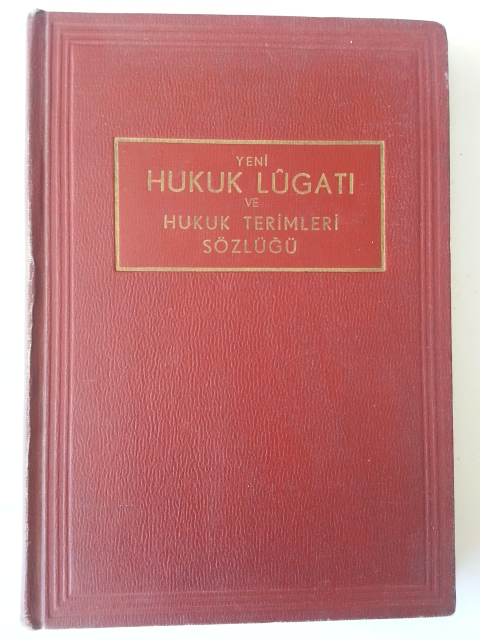 YENİ
HUKUK LÛGATI
VE
HUKUK TERİMLERİ
SÖZLÜĞÜ